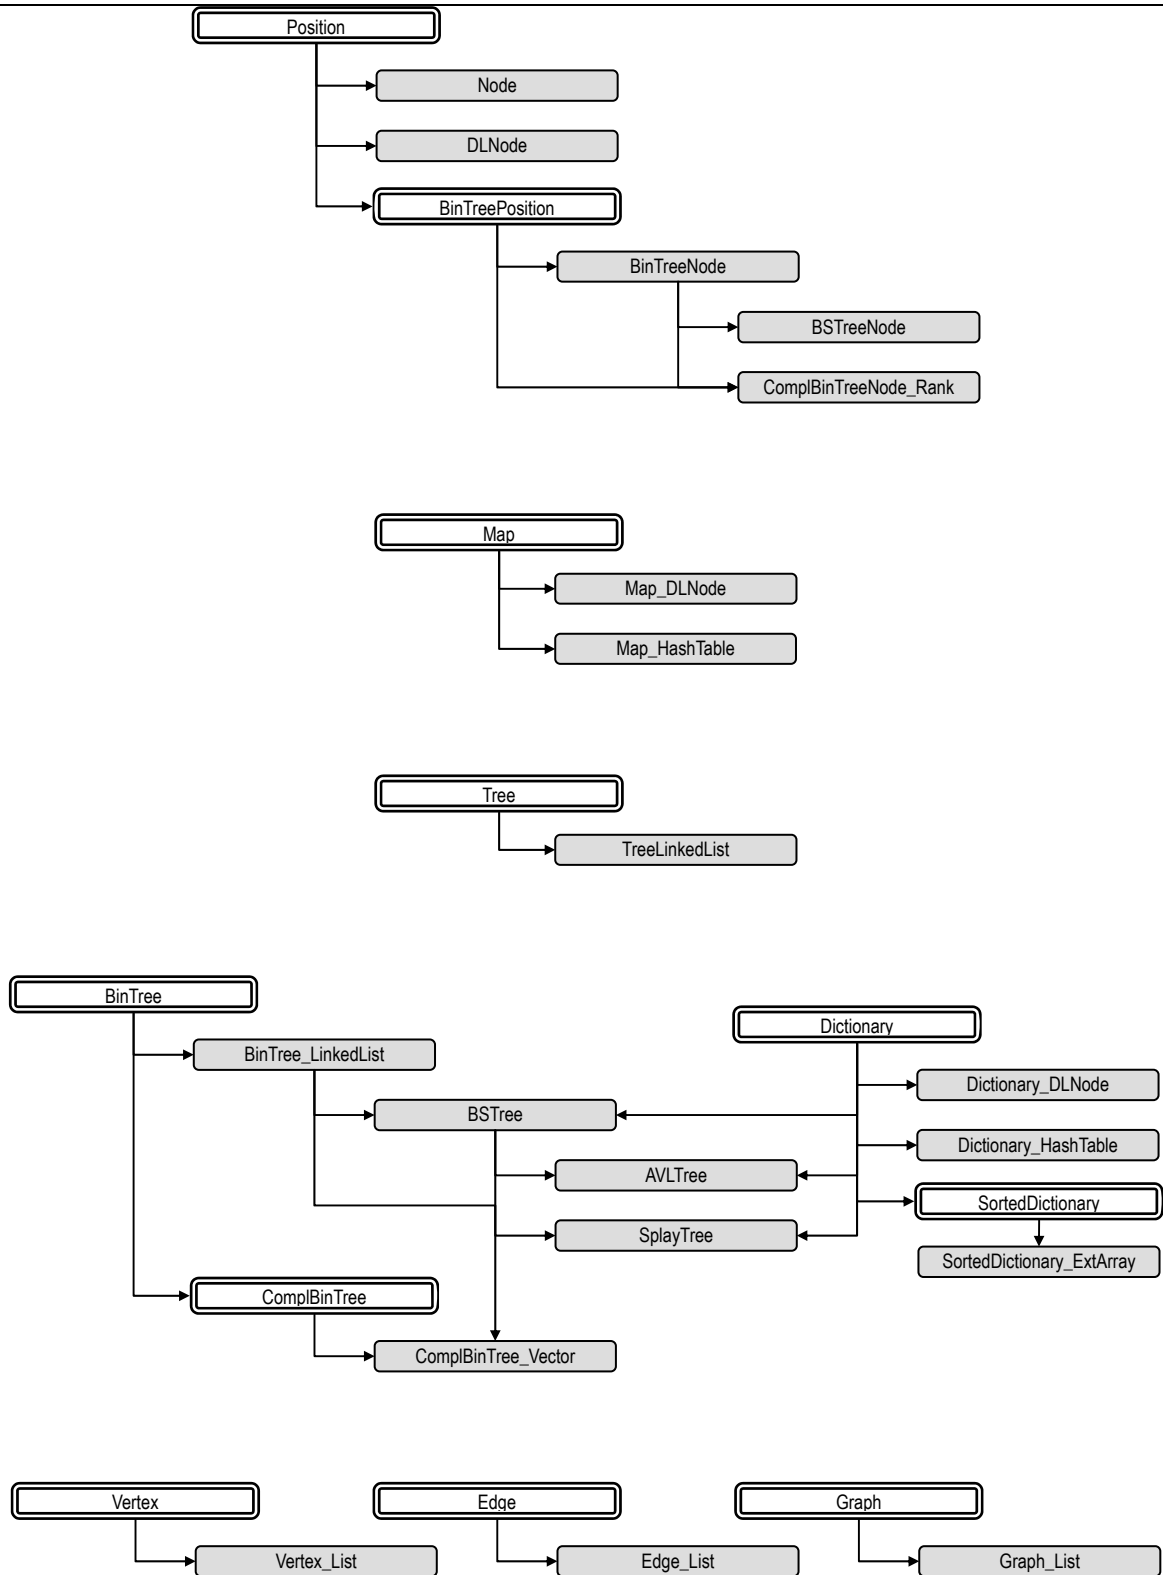 Position
Node
DLNode
BinTreePosition
BinTreeNode
BSTreeNode
ComplBinTreeNode_Rank
Map
Map_DLNode
Map_HashTable
Tree
TreeLinkedList
BinTree
Dictionary
BinTree_LinkedList
Dictionary_DLNode
BSTree
Dictionary_HashTable
AVLTree
SortedDictionary
SplayTree
SortedDictionary_ExtArray
ComplBinTree
ComplBinTree_Vector
Vertex
Edge
Graph
Vertex_List
Edge_List
Graph_List